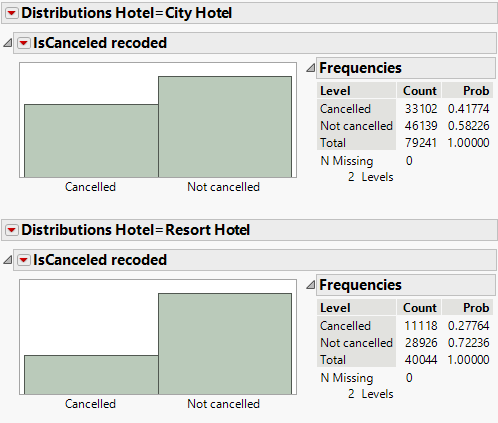 Distributions Hotel=City Hotel
IsCanceled recoded
Frequencies
Level Count Prob
Cancelled 33102 0.41774
Not cancelled 46139 0.58226
Total 79241 1.00000
N Missing 0
2 Levels
Cancelled Not cancelled
Distributions Hotel=Resort Hotel
IsCanceled recoded
Frequencies
Level Count Prob
Cancelled 11118 0.27764
Not cancelled 28926 0.72236
Total 40044 1.00000
N Missing 0
2 Levels
Cancelled Not cancelled